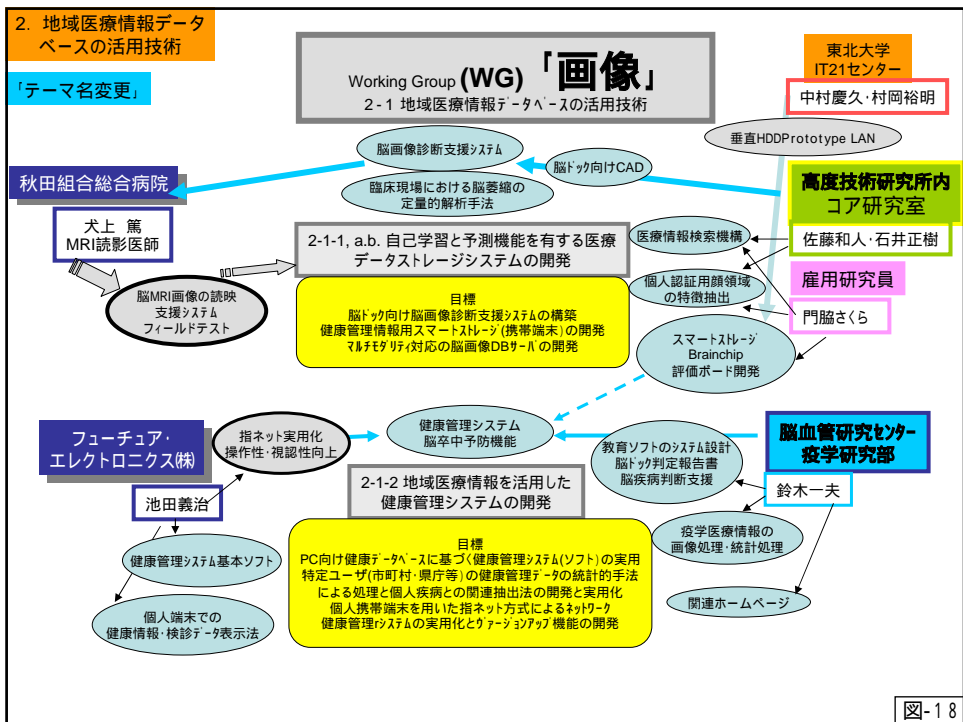 2. 地域医療情報データ
ベースの活用技術
「テーマ名変更」
Working Group (WG) 「画像」
2-1 地域医療情報ﾃﾞｰﾀﾍﾞｰｽの活用技術
東北大学
IT21センター
中村慶久・村岡裕明
垂直HDDPrototype LAN
脳画像診断支援システム
脳ドック向けCAD
臨床現場における脳萎縮の
定量的解析手法
秋田組合総合病院
犬上 篤
MRI読影医師
高度技術研究所内
コア研究室
佐藤和人・石井正樹
医療情報検索機構
2-1-1, a.b. 自己学習と予測機能を有する医療
データストレージシステムの開発
個人認証用顔領域
の特徴抽出
雇用研究員
門脇さくら
脳MRI画像の読映
支援システム
フィールドテスト
目標
脳ドック向け脳画像診断支援システムの構築
健康管理情報用スマートストレージ(携帯端末)の開発
ﾏﾙﾁﾓﾀﾞﾘﾃｨ対応の脳画像DBサーバの開発
スマートストレージ
Brainchip
評価ボード開発
フューチュア・
エレクトロニクス(株)
指ネット実用化
操作性・視認性向上
健康管理システム
脳卒中予防機能
教育ソフトのシステム設計
脳ドック判定報告書
脳疾病判断支援
脳血管研究センター
疫学研究部
鈴木一夫
池田義治
2-1-2 地域医療情報を活用した
健康管理システムの開発
疫学医療情報の
画像処理・統計処理
健康管理システム基本ソフト
目標
PC向け健康データベースに基づく健康管理システム(ソフト)の実用
特定ユーザ(市町村・県庁等)の健康管理データの統計的手法
による処理と個人疾病との関連抽出法の開発と実用化
個人携帯端末を用いた指ネット方式によるネットワーク
健康管理rシステムの実用化とヴァージョンアップ機能の開発
関連ホームページ
個人端末での
健康情報・検診データ表示法
図-18